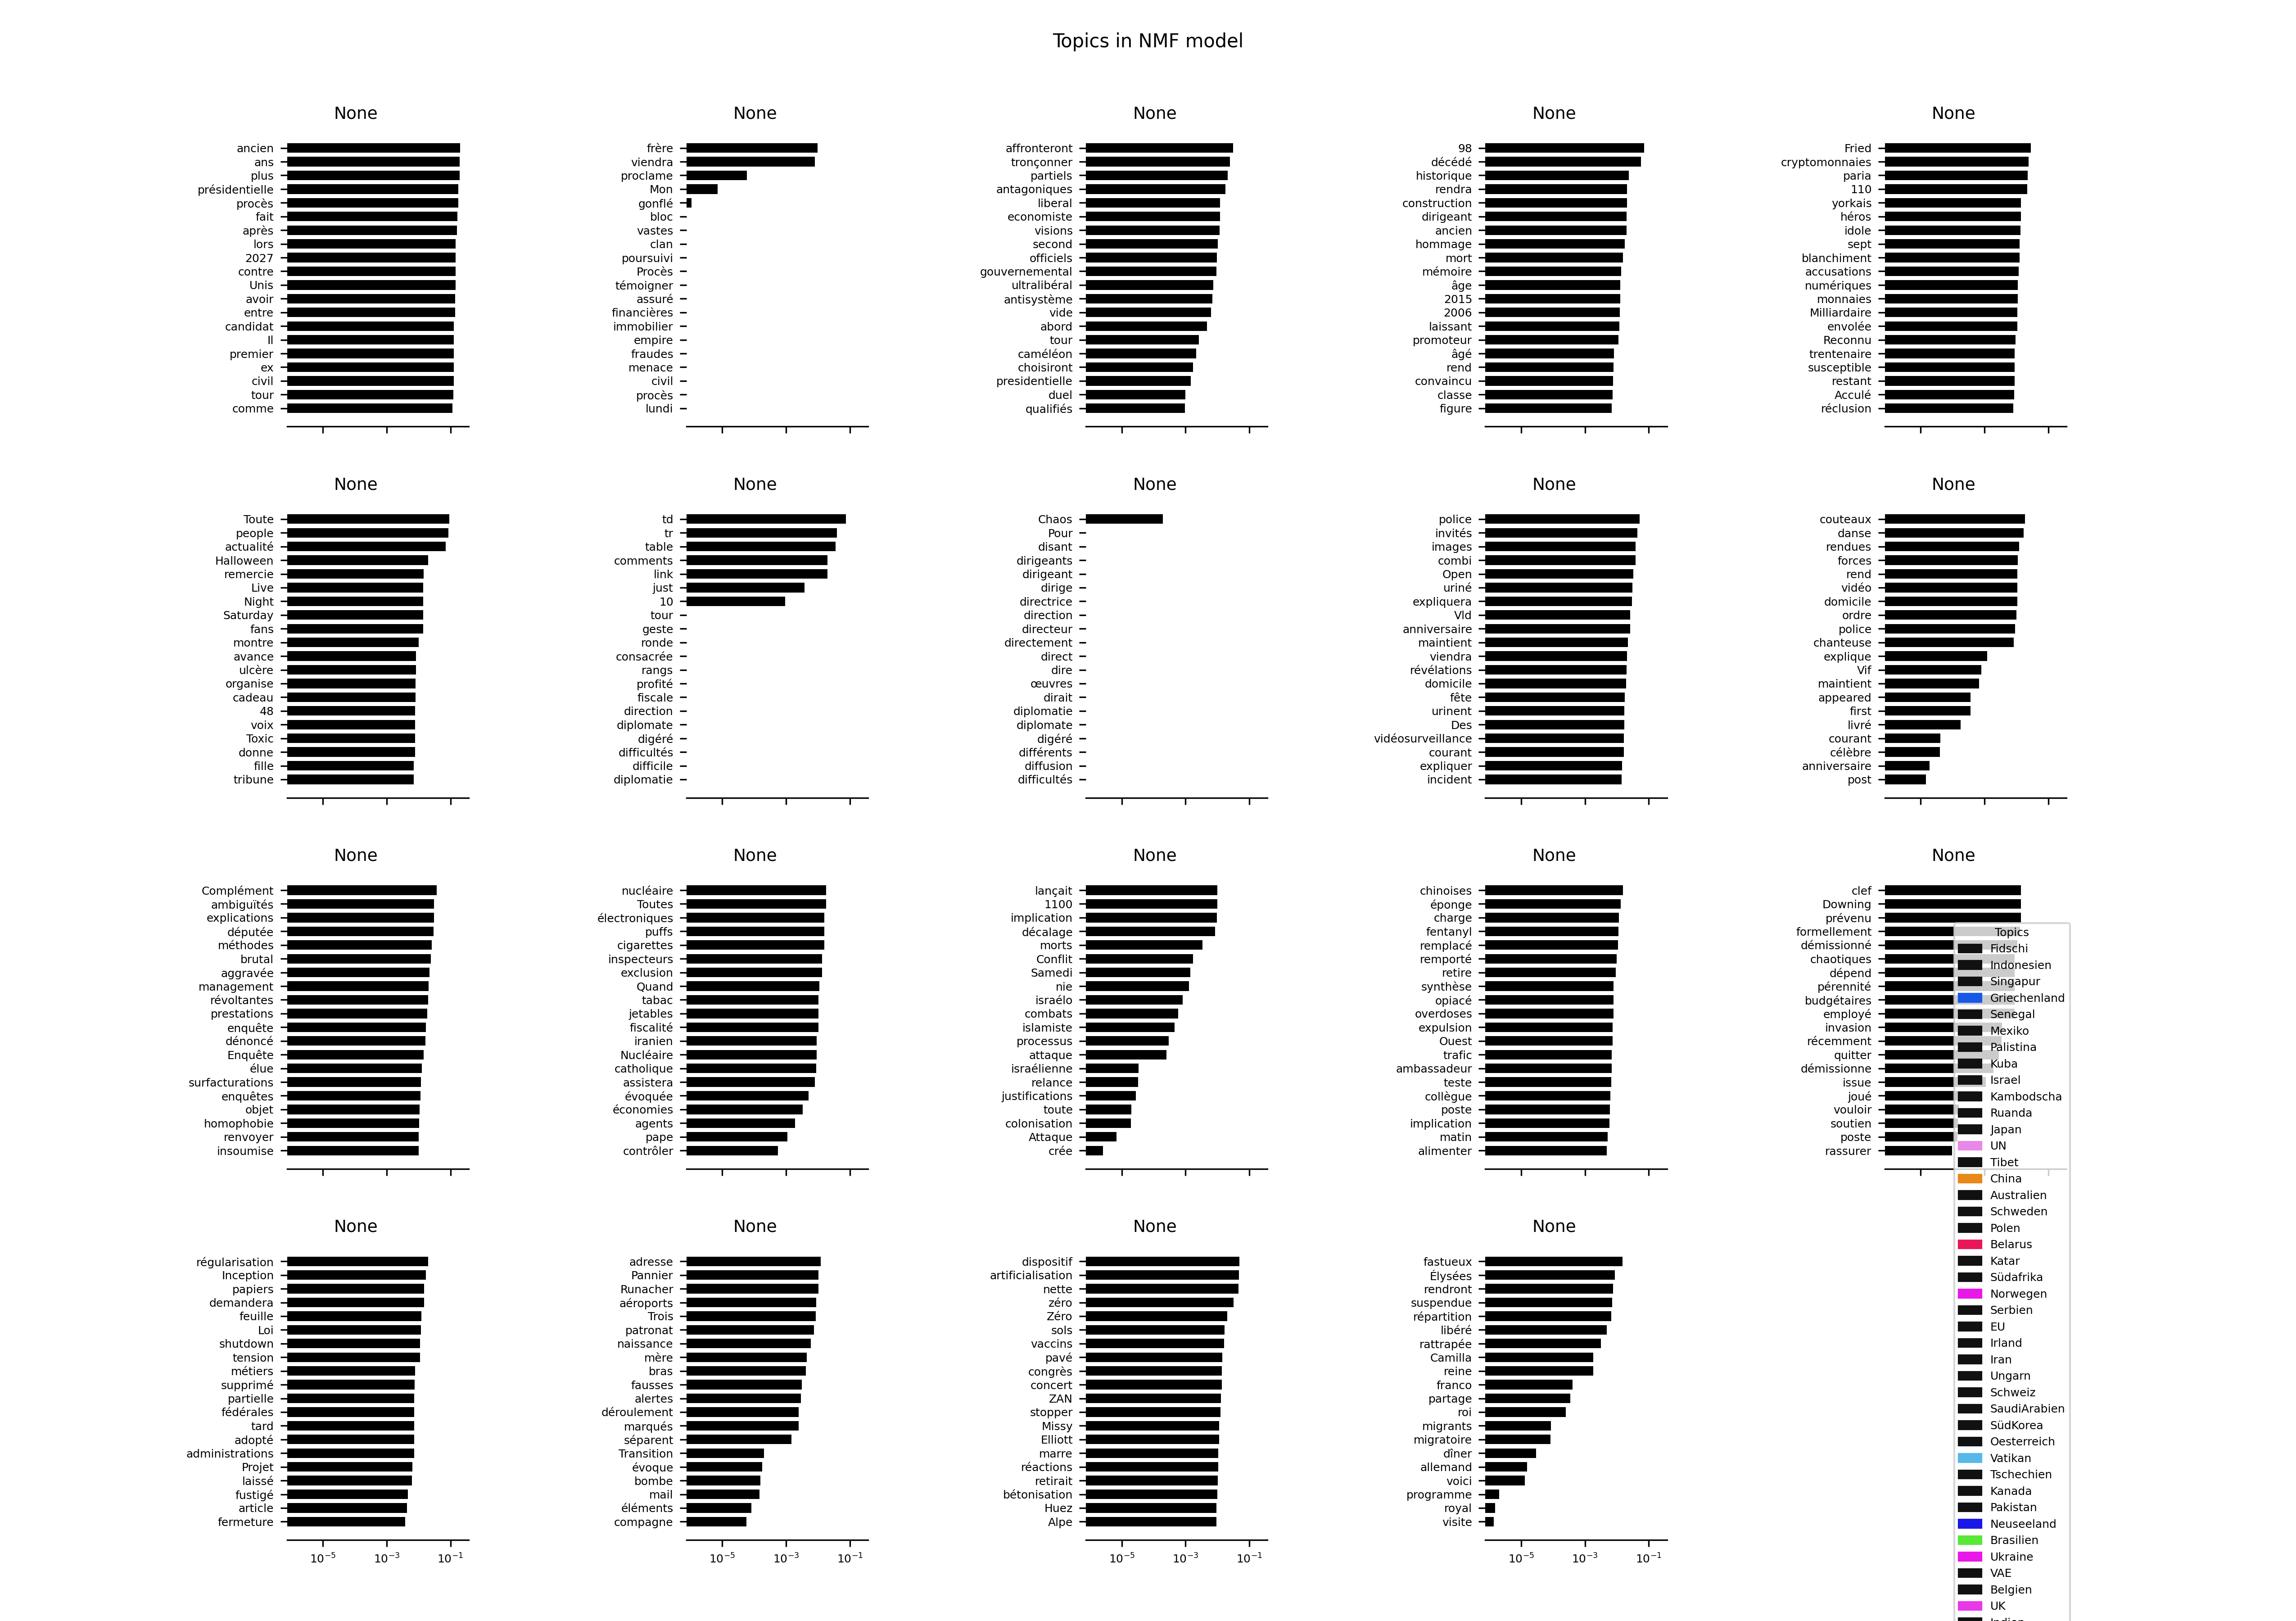 Topics in NMF model
None
ancien
ans
plus
présidentielle
procès
fait
après
lors
2027
contre
Unis
avoir
entre
candidat
Il
premier
ex
civil
tour
comme
None
frère
viendra
proclame
Mon
gonflé
bloc
vastes
clan
poursuivi
Procès
témoigner
assuré
financières
immobilier
empire
fraudes
menace
civil
procès
lundi
None
affronteront
tronçonner
partiels
antagoniques
liberal
economiste
visions
second
officiels
gouvernemental
ultralibéral
antisystème
vide
abord
tour
caméléon
choisiront
presidentielle
duel
qualifiés
None
98
décédé
historique
rendra
construction
dirigeant
ancien
hommage
mort
mémoire
âge
2015
2006
laissant
promoteur
âgé
rend
convaincu
classe
figure
None
Fried
cryptomonnaies
paria
110
yorkais
héros
idole
sept
blanchiment
accusations
numériques
monnaies
Milliardaire
envolée
Reconnu
trentenaire
susceptible
restant
Acculé
réclusion
None
Toute
people
actualité
Halloween
remercie
Live
Night
Saturday
fans
montre
avance
ulcère
organise
cadeau
48
voix
Toxic
donne
fille
tribune
None
td
tr
table
comments
link
just
10
tour
geste
ronde
consacrée
rangs
profité
fiscale
direction
diplomate
digéré
difficultés
difficile
diplomatie
None
Chaos
Pour
disant
dirigeants
dirigeant
dirige
directrice
direction
directeur
directement
direct
dire
œuvres
dirait
diplomatie
diplomate
digéré
différents
diffusion
difficultés
None
police
invités
images
combi
Open
uriné
expliquera
Vld
anniversaire
maintient
viendra
révélations
domicile
fête
urinent
Des
vidéosurveillance
courant
expliquer
incident
None
couteaux
danse
rendues
forces
rend
vidéo
domicile
ordre
police
chanteuse
explique
Vif
maintient
appeared
first
livré
courant
célèbre
anniversaire
post
None
Complément
ambiguïtés
explications
députée
méthodes
brutal
aggravée
management
révoltantes
prestations
enquête
dénoncé
Enquête
élue
surfacturations
enquêtes
objet
homophobie
renvoyer
insoumise
None
nucléaire
Toutes
électroniques
puffs
cigarettes
inspecteurs
exclusion
Quand
tabac
jetables
fiscalité
iranien
Nucléaire
catholique
assistera
évoquée
économies
agents
pape
contrôler
None
lançait
1100
implication
décalage
morts
Conflit
Samedi
nie
israélo
combats
islamiste
processus
attaque
israélienne
relance
justifications
toute
colonisation
Attaque
crée
None
chinoises
éponge
charge
fentanyl
remplacé
remporté
retire
synthèse
opiacé
overdoses
expulsion
Ouest
trafic
ambassadeur
teste
collègue
poste
implication
matin
alimenter
None
clef
Downing
prévenu
formellement
démissionné
chaotiques
dépend
pérennité
budgétaires
employé
invasion
récemment
quitter
démissionne
issue
joué
vouloir
soutien
poste
rassurer
None
régularisation
Inception
papiers
demandera
feuille
Loi
shutdown
tension
métiers
supprimé
partielle
fédérales
tard
adopté
administrations
Projet
laissé
fustigé
article
fermeture
10⁻⁵ 10⁻³ 10⁻¹
None
adresse
Pannier
Runacher
aéroports
Trois
patronat
naissance
mère
bras
fausses
alertes
déroulement
marqués
séparent
Transition
évoque
bombe
mail
éléments
compagne
10⁻⁵ 10⁻³ 10⁻¹
None
dispositif
artificialisation
nette
zéro
Zéro
sols
vaccins
pavé
congrès
concert
ZAN
stopper
Missy
Elliott
marre
réactions
retirait
bétonisation
Huez
Alpe
10⁻⁵ 10⁻³ 10⁻¹
None
fastueux
Élysées
rendront
suspendue
répartition
libéré
rattrapée
Camilla
reine
franco
partage
roi
migrants
migratoire
dîner
allemand
voici
programme
royal
visite
10⁻⁵ 10⁻³ 10⁻¹
Topics
Fidschi
Indonesien
Singapur
Griechenland
Senegal
Mexiko
Palistina
Kuba
Israel
Kambodscha
Ruanda
Japan
UN
Tibet
China
Australien
Schweden
Polen
Belarus
Katar
Südafrika
Norwegen
Serbien
EU
Irland
Iran
Ungarn
Schweiz
SaudiArabien
SüdKorea
Oesterreich
Vatikan
Tschechien
Kanada
Pakistan
Neuseeland
Brasilien
Ukraine
VAE
Belgien
UK